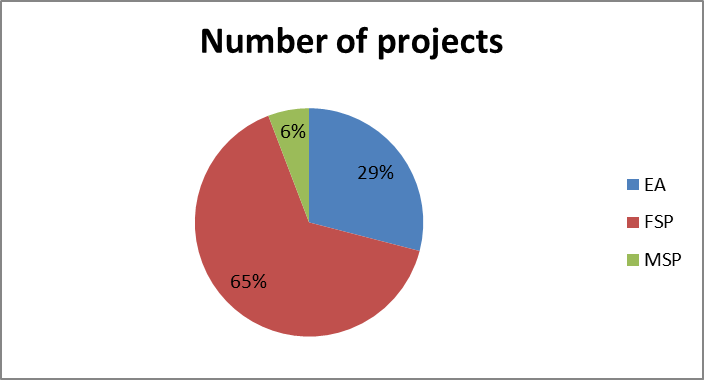 Number of projects
6%
29%
65%
EA
FSP
MSP